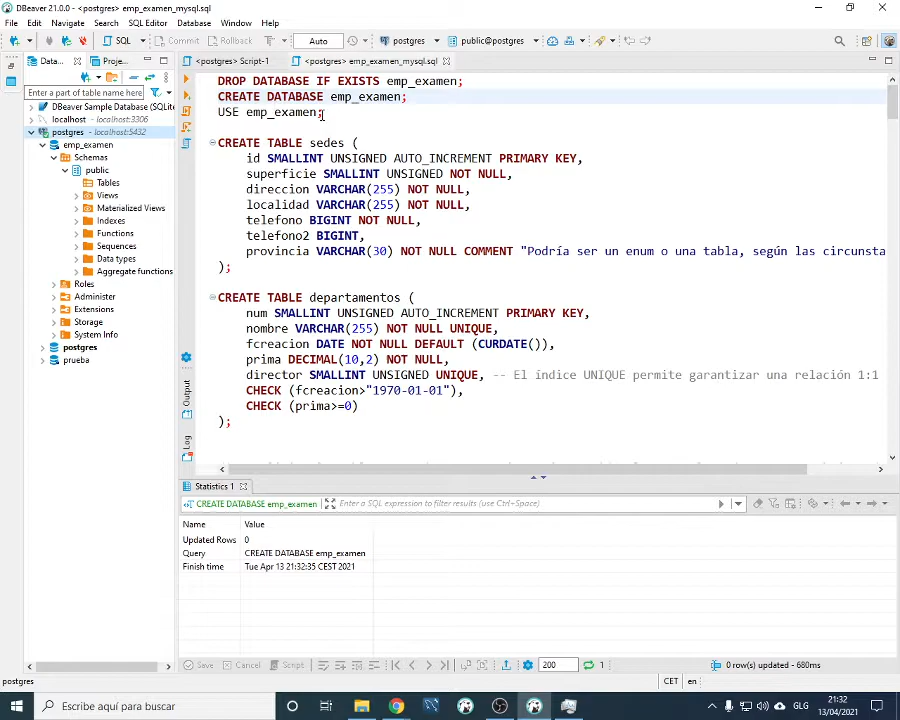 DBeaver 21.0.0 - <postgres> emp_examen_mysql.sql
File Edit Navigate Search SQL Editor Database Window Help
SQL Commit Rollback Auto postgres public@postgres
Data... Proje...
<postgres> Script-1 <postgres> emp_examen_mysql.sql
Enter a part of table name here
DBeaver Sample Database (SQLite
localhost - localhost:3306
postgres - localhost:5432
emp_examen
Schemas
public
Tables
Views
Materialized Views
Indexes
Functions
Sequences
Data types
Aggregate functions
Roles
Administer
Extensions
Storage
System Info
postgres
prueba
DROP DATABASE IF EXISTS emp_examen;
CREATE DATABASE emp_examen;
USE emp_examen;
CREATE TABLE sedes (
id SMALLINT UNSIGNED AUTO_INCREMENT PRIMARY KEY,
superficie SMALLINT UNSIGNED NOT NULL,
direccion VARCHAR(255) NOT NULL,
localidad VARCHAR(255) NOT NULL,
telefono BIGINT NOT NULL,
telefono2 BIGINT,
provincia VARCHAR(30) NOT NULL COMMENT "Podría ser un enum o una tabla, según las circunsta
);
CREATE TABLE departamentos (
num SMALLINT UNSIGNED AUTO_INCREMENT PRIMARY KEY,
nombre VARCHAR(255) NOT NULL UNIQUE,
fcreacion DATE NOT NULL DEFAULT (CURDATE()),
prima DECIMAL(10,2) NOT NULL,
director SMALLINT UNSIGNED UNIQUE, -- El índice UNIQUE permite garantizar una relación 1:1
CHECK (fcreacion>"1970-01-01"),
CHECK (prima>=0)
);
Output
Log
Statistics 1
CREATE DATABASE emp_examen Enter a SQL expression to filter results (use Ctrl+Space)
Name Value
Updated Rows 0
Query CREATE DATABASE emp_examen
Finish time Tue Apr 13 21:32:35 CEST 2021
Save Cancel Script 200 1 0 row(s) updated - 680ms
postgres CET en
Escribe aquí para buscar
GLG
21:32
13/04/2021